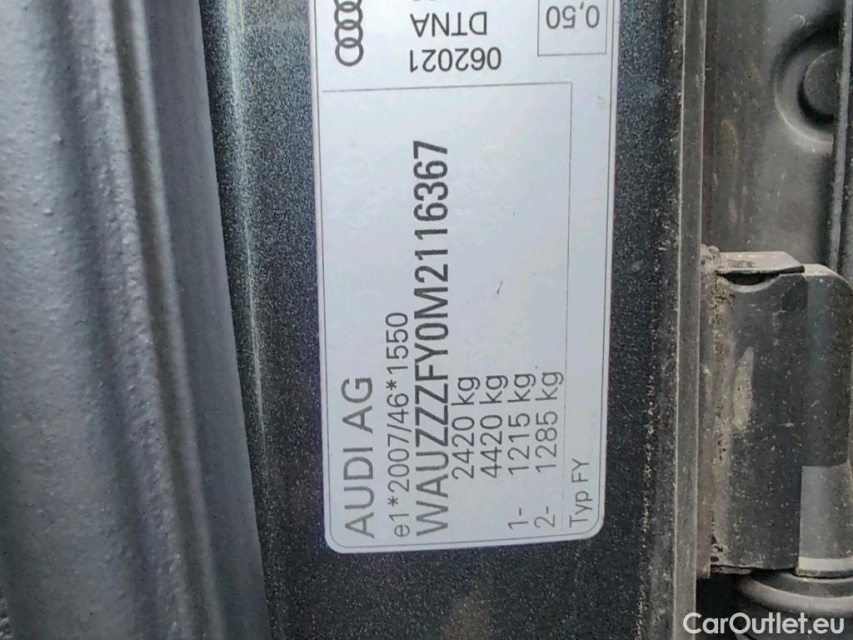 AUDI AG
e1*2007/46*1550
WAUZZZFY0M2116367
2420 kg
4420 kg
1- 1215 kg
2- 1285 kg
Typ FY
062021
DTNA
0,50
CarOutlet.eu